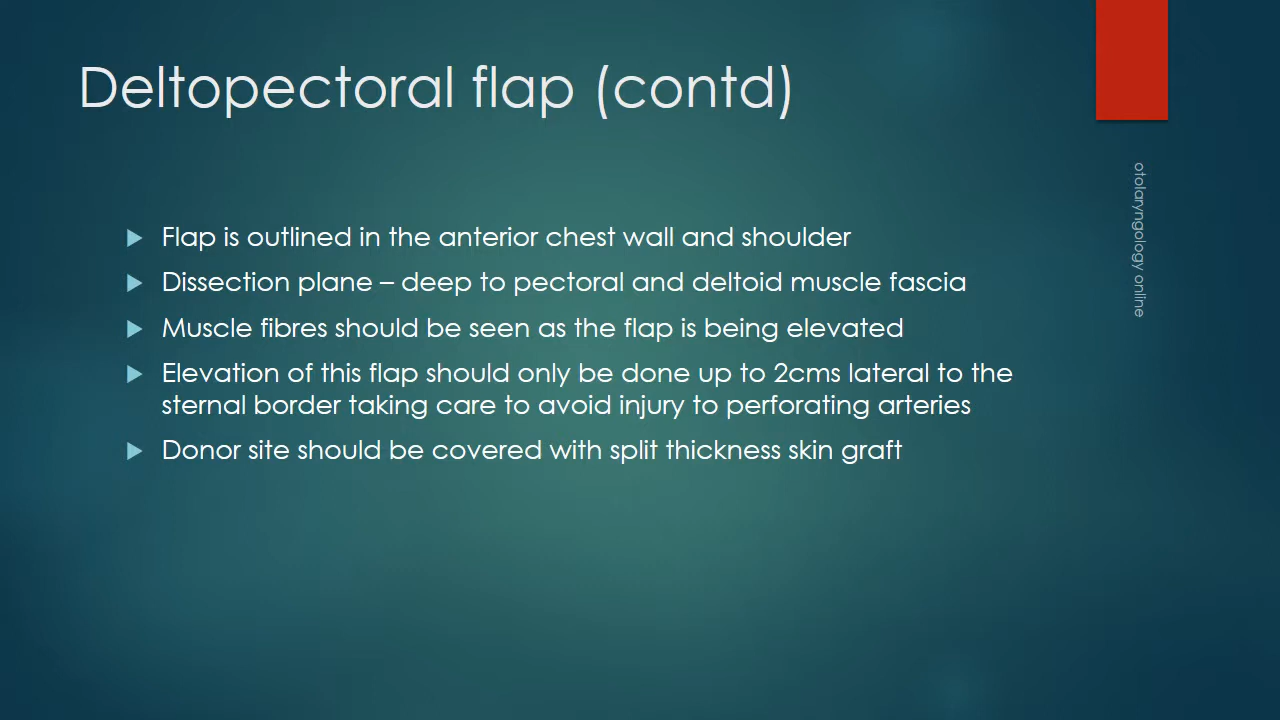 Deltopectoral flap (contd)
Flap is outlined in the anterior chest wall and shoulder
Dissection plane – deep to pectoral and deltoid muscle fascia
Muscle fibres should be seen as the flap is being elevated
Elevation of this flap should only be done up to 2cms lateral to the
sternal border taking care to avoid injury to perforating arteries
Donor site should be covered with split thickness skin graft
otolaryngology online